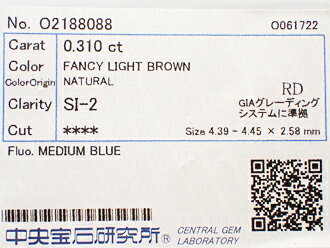 No. O2188088 O061722
Carat 0.310 ct
Color FANCY LIGHT BROWN
ColorOrigin NATURAL
Clarity SI-2 RD
GIAグレーディング
システムに準拠
Cut **** Size 4.39 - 4.45 × 2.58 mm
Fluo. MEDIUM BLUE
中央宝石研究所® CENTRAL GEM
LABORATORY